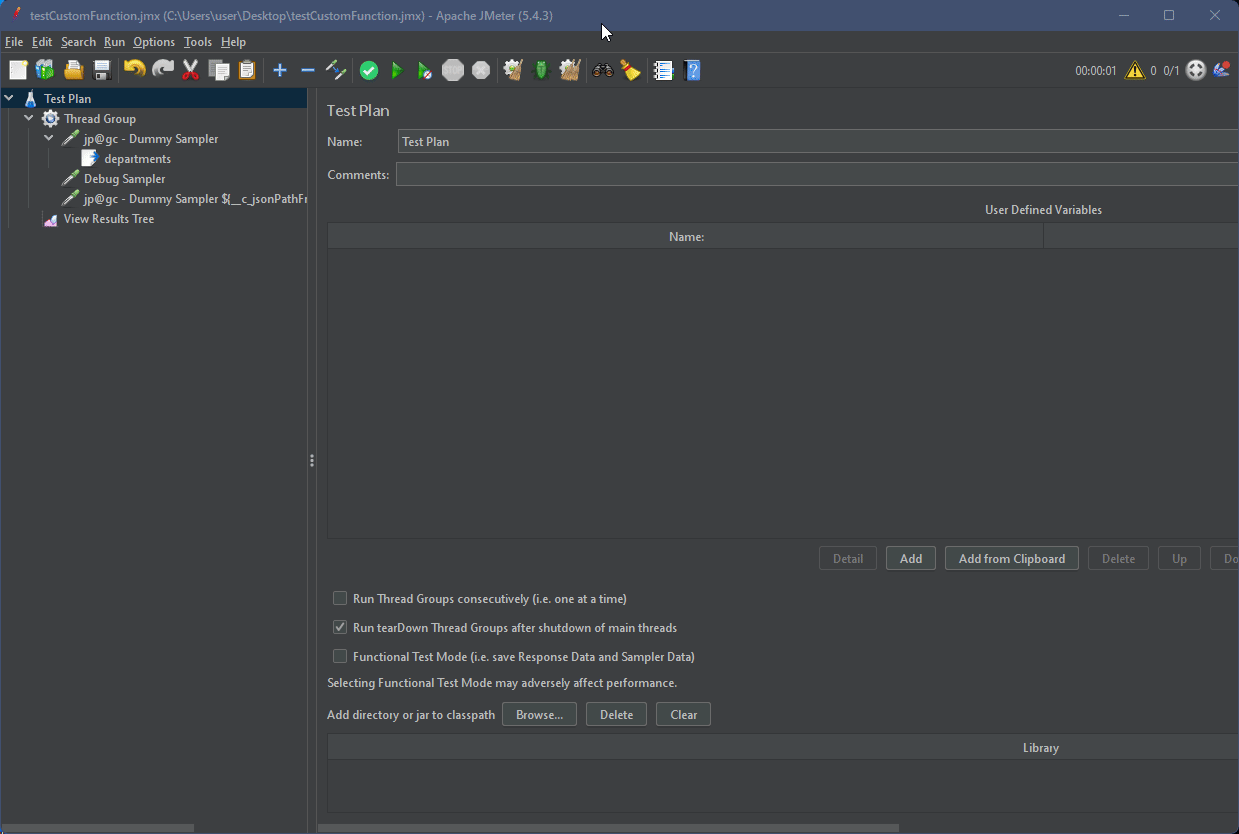 testCustomFunction.jmx (C:\Users\user\Desktop\testCustomFunction.jmx) - Apache JMeter (5.4.3)
File Edit Search Run Options Tools Help
STOP 00:00:01 0 0/1
Test Plan
Thread Group
jp@gc - Dummy Sampler
departments
Debug Sampler
jp@gc - Dummy Sampler ${__c_jsonPathFr
View Results Tree
Test Plan
Name: Test Plan
Comments:
User Defined Variables
Name:
Detail Add Add from Clipboard Delete Up Do
Run Thread Groups consecutively (i.e. one at a time)
Run tearDown Thread Groups after shutdown of main threads
Functional Test Mode (i.e. save Response Data and Sampler Data)
Selecting Functional Test Mode may adversely affect performance.
Add directory or jar to classpath Browse... Delete Clear
Library